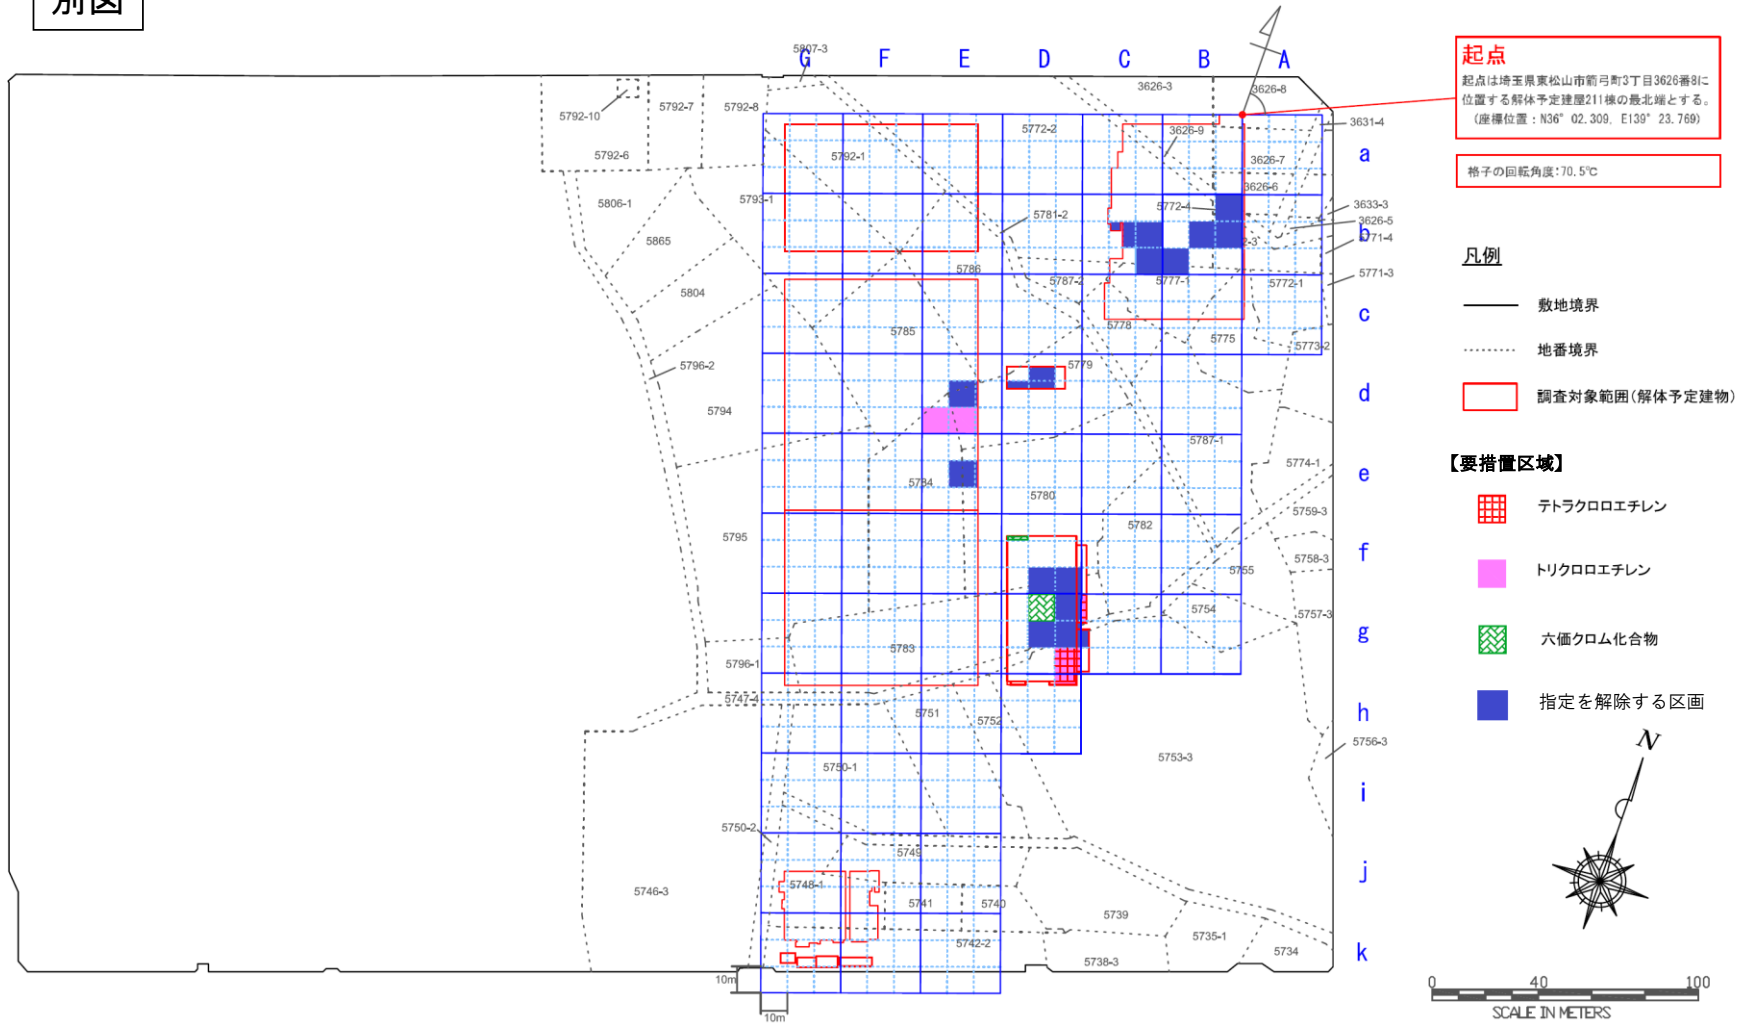 別図
G F E D C B A
a
b
c
d
e
f
g
h
i
j
k
5807-3
5792-10
5792-7
5792-8
5792-6
5792-1
5772-2
3626-3
3626-8
3626-9
3631-4
3626-7
3626-6
5806-1
5793-1
5781-2
5772-4
3633-3
3626-5
5771-4
5865
5786
5787-2
5777-1
5772-1
5771-3
5804
5785
5778
5775
5773-2
5796-2
5779
5794
5787-1
5784
5780
5774-1
5795
5782
5759-3
5758-3
5755
5754
5757-3
5783
5796-1
5747-4
5751
5752
5753-3
5756-3
5750-1
5750-2
5749
5746-3
5748-1
5741
5740
5739
5742-2
5735-1
5734
5738-3
10m
10m
起点
起点は埼玉県東松山市箭弓町3丁目3626番8に
位置する解体予定建屋211棟の最北端とする。
(座標位置：N36° 02.309, E139° 23.769)
格子の回転角度:70.5℃
凡例
敷地境界
地番境界
調査対象範囲(解体予定建物)
【要措置区域】
テトラクロロエチレン
トリクロロエチレン
六価クロム化合物
指定を解除する区画
N
0 40 100
SCALE IN METERS